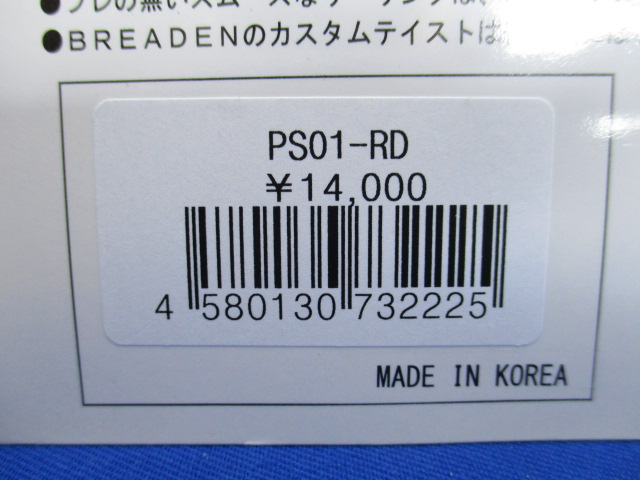 ●BREADENのカスタムテイストは
PS01-RD
¥14,000
4 580130 732225
MADE IN KOREA